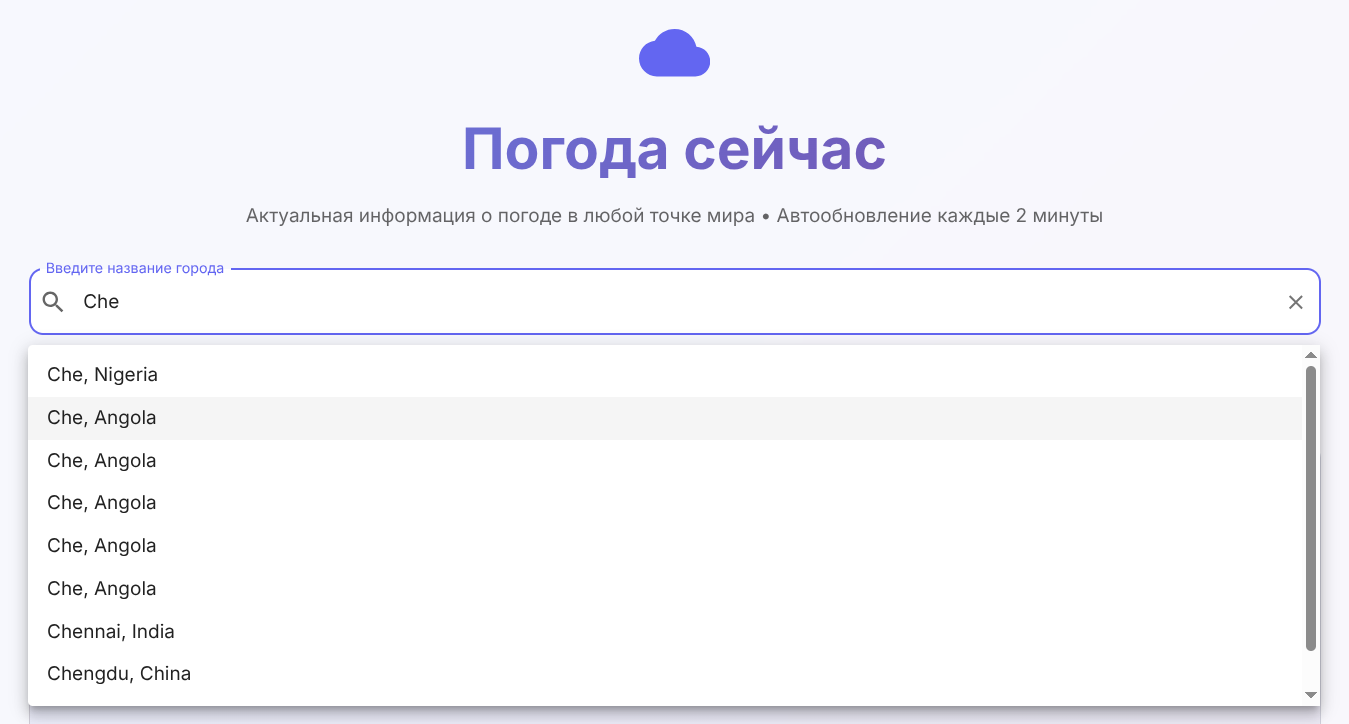 Погода сейчас
Актуальная информация о погоде в любой точке мира • Автообновление каждые 2 минуты
Введите название города
Che
Che, Nigeria
Che, Angola
Che, Angola
Che, Angola
Che, Angola
Che, Angola
Chennai, India
Chengdu, China